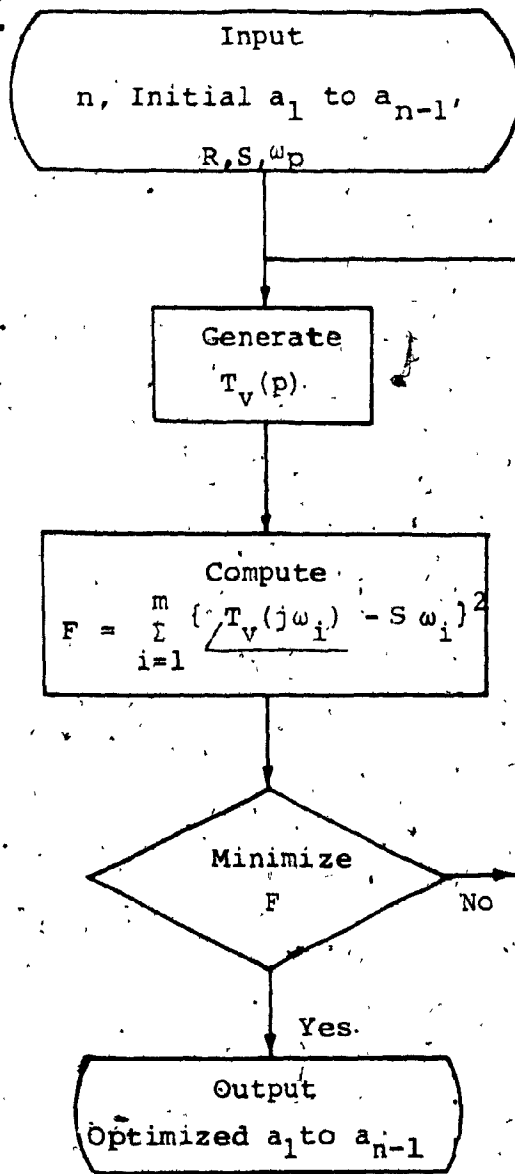 Input
n, Initial a₁ to aₙ₋₁,
R,S,ωₚ
Generate
Tᵥ(p).
Compute
F = Σ_{i=1}^{m} {∠Tᵥ(jωᵢ) - S ωᵢ}²
Minimize
F
No
Yes
Output
Optimized a₁ to aₙ₋₁